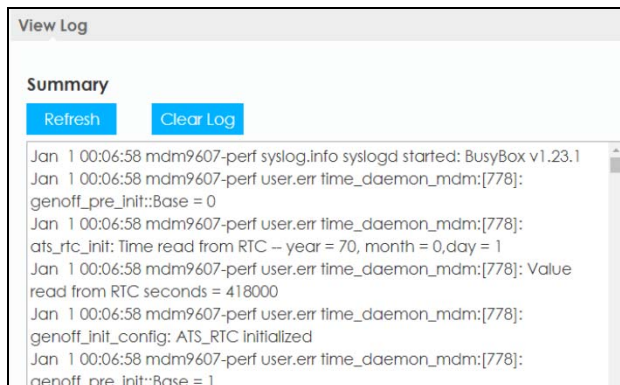 View Log
Summary
Refresh Clear Log
Jan 1 00:06:58 mdm9607-perf syslog.info syslogd started: BusyBox v1.23.1
Jan 1 00:06:58 mdm9607-perf user.err time_daemon_mdm:[778]:
genoff_pre_init::Base = 0
Jan 1 00:06:58 mdm9607-perf user.err time_daemon_mdm:[778]:
ats_rtc_init: Time read from RTC -- year = 70, month = 0,day = 1
Jan 1 00:06:58 mdm9607-perf user.err time_daemon_mdm:[778]: Value
read from RTC seconds = 418000
Jan 1 00:06:58 mdm9607-perf user.err time_daemon_mdm:[778]:
genoff_init_config: ATS_RTC initialized
Jan 1 00:06:58 mdm9607-perf user.err time_daemon_mdm:[778]:
genoff_pre_init::Base = 1